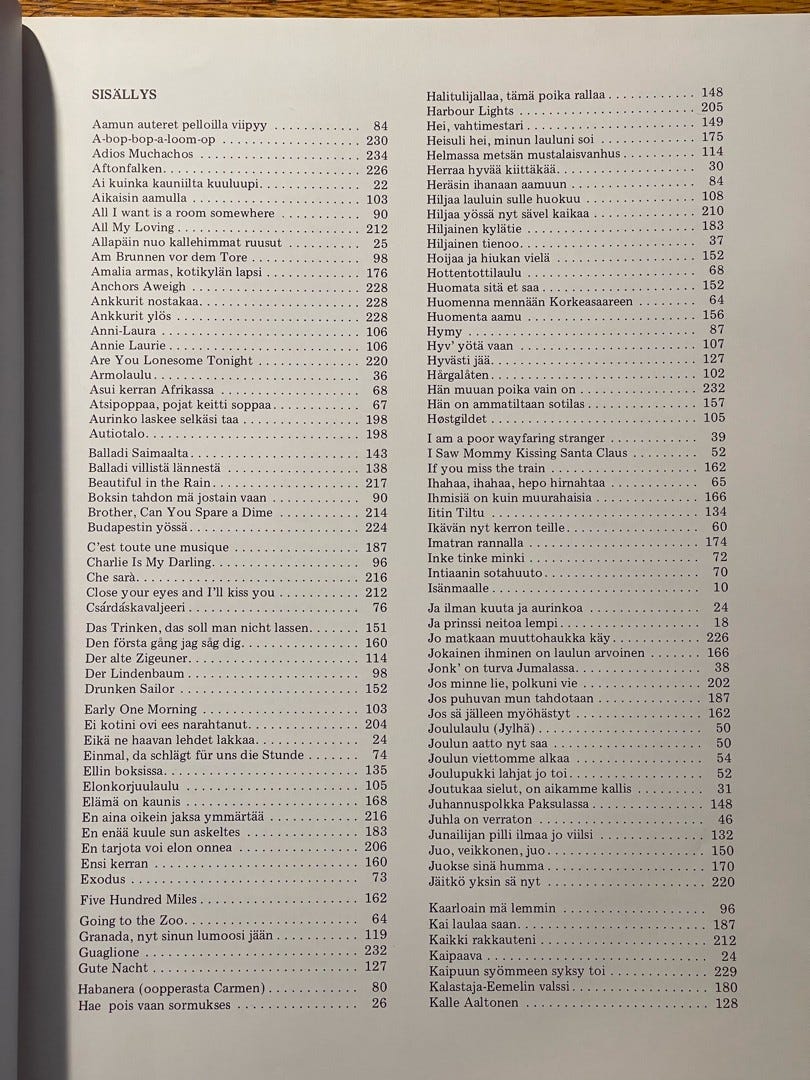 SISÄLLYS
Aamun auteret pelloilla viipyy ............ 84
A-bop-bop-a-loom-op .................. 230
Adios Muchachos ..................... 234
Aftonfalken.......................... 226
Ai kuinka kauniilta kuuluupi.............. 22
Aikaisin aamulla ...................... 103
All I want is a room somewhere ........... 90
All My Loving........................ 212
Allapäin nuo kallehimmat ruusut .......... 25
Am Brunnen vor dem Tore .............. 98
Amalia armas, kotikylän lapsi ............ 176
Anchors Aweigh ...................... 228
Ankkurit nostakaa..................... 228
Ankkurit ylös ........................ 228
Anni-Laura .......................... 106
Annie Laurie......................... 106
Are You Lonesome Tonight ............. 220
Armolaulu........................... 36
Asui kerran Afrikassa .................. 68
Atsipoppaa, pojat keitti soppaa............ 67
Aurinko laskee selkäsi taa ............... 198
Autiotalo............................ 198
Balladi Saimaalta...................... 143
Balladi villistä lännestä ................. 138
Beautiful in the Rain................... 217
Boksin tahdon mä jostain vaan ........... 90
Brother, Can You Spare a Dime .......... 214
Budapestin yössä...................... 224
C'est toute une musique ................ 187
Charlie Is My Darling................... 96
Che sarà............................. 216
Close your eyes and I'll kiss you .......... 212
Csárdáskavaljeeri...................... 76
Das Trinken, das soll man nicht lassen....... 151
Den första gång jag såg dig............... 160
Der alte Zigeuner...................... 114
Der Lindenbaum ...................... 98
Drunken Sailor ....................... 152
Early One Morning .................... 103
Ei kotini ovi ees narahtanut.............. 204
Eikä ne haavan lehdet lakkaa............. 24
Einmal, da schlägt für uns die Stunde ....... 74
Ellin boksissa......................... 135
Elonkorjuulaulu ...................... 105
Elämä on kaunis ...................... 168
En aina oikein jaksa ymmärtää ........... 216
En enää kuule sun askeltes .............. 183
En tarjota voi elon onnea ............... 206
Ensi kerran .......................... 160
Exodus ............................. 73
Five Hundred Miles .................... 162
Going to the Zoo...................... 64
Granada, nyt sinun lumoosi jään .......... 119
Guaglione ........................... 232
Gute Nacht .......................... 127
Habanera (oopperasta Carmen)............ 80
Hae pois vaan sormukses ................ 26
Halitulijallaa, tämä poika rallaa............ 148
Harbour Lights ....................... 205
Hei, vahtimestari...................... 149
Heisuli hei, minun lauluni soi ............ 175
Helmassa metsän mustalaisvanhus.......... 114
Herraa hyvää kiittäkää.................. 30
Heräsin ihanaan aamuun ................ 84
Hiljaa lauluin sulle huokuu .............. 108
Hiljaa yössä nyt sävel kaikaa ............. 210
Hiljainen kylätie ...................... 183
Hiljainen tienoo....................... 37
Hoijaa ja hiukan vielä .................. 152
Hottentottilaulu ...................... 68
Huomata sitä et saa.................... 152
Huomenna mennään Korkeasaareen ........ 64
Huomenta aamu ...................... 156
Hymy .............................. 87
Hyv' yötä vaan ....................... 107
Hyvästi jää........................... 127
Hårgalåten........................... 102
Hän muuan poika vain on ............... 232
Hän on ammatiltaan sotilas .............. 157
Høstgildet........................... 105
I am a poor wayfaring stranger ........... 39
I Saw Mommy Kissing Santa Claus ......... 52
If you miss the train ................... 162
Ihahaa, ihahaa, hepo hirnahtaa ........... 65
Ihmisiä on kuin muurahaisia ............. 166
Iitin Tiltu ........................... 134
Ikävän nyt kerron teille................. 60
Imatran rannalla ...................... 174
Inke tinke minki ...................... 72
Intiaanin sotahuuto.................... 70
Isänmaalle........................... 10
Ja ilman kuuta ja aurinkoa .............. 24
Ja prinssi neitoa lempi.................. 18
Jo matkaan muuttohaukka käy............ 226
Jokainen ihminen on laulun arvoinen ....... 166
Jonk' on turva Jumalassa................. 38
Jos minne lie, polkuni vie ............... 202
Jos puhuvan mun tahdotaan ............. 187
Jos sä jälleen myöhästyt ................ 162
Joululaulu (Jylhä)..................... 50
Joulun aatto nyt saa ................... 50
Joulun viettomme alkaa ................ 54
Joulupukki lahjat jo toi................. 52
Joutukaa sielut, on aikamme kallis ......... 31
Juhannuspolkka Paksulassa............... 148
Juhla on verraton ..................... 46
Junailijan pilli ilmaa jo viilsi ............. 132
Juo, veikkonen, juo.................... 150
Juokse sinä humma.................... 170
Jäitkö yksin sä nyt .................... 220
Kaarloain mä lemmin .................. 96
Kai laulaa saan....................... 187
Kaikki rakkauteni ..................... 212
Kaipaava ............................ 24
Kaipuun syömmeen syksy toi ............ 229
Kalastaja-Eemelin valssi................. 180
Kalle Aaltonen ....................... 128